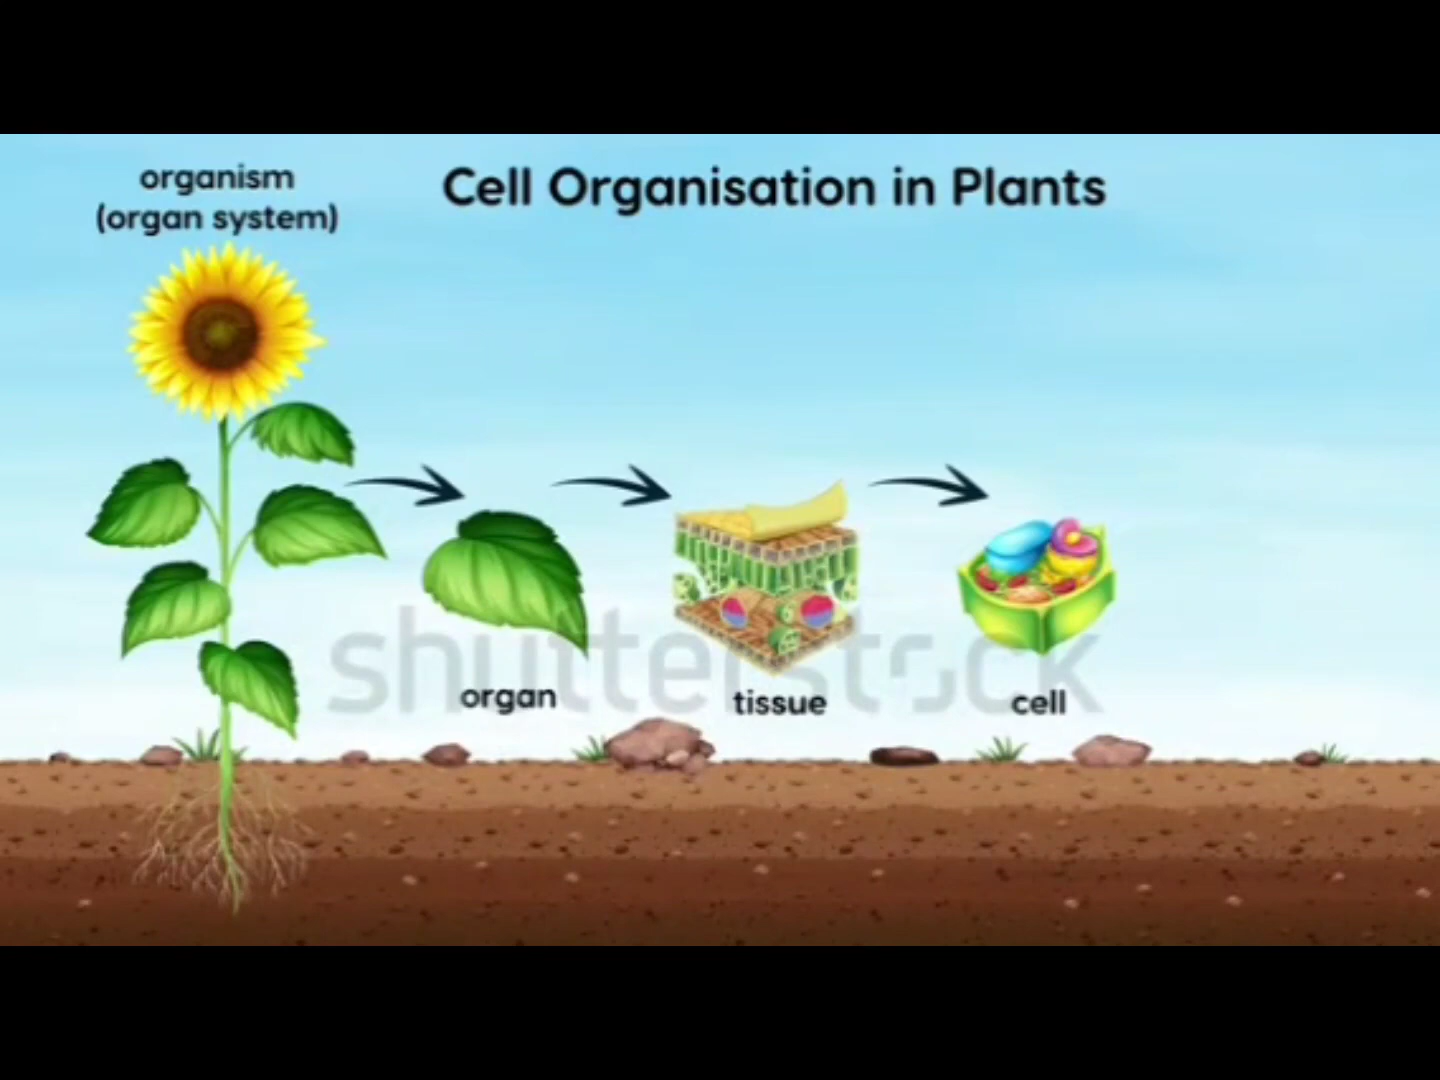 organism
(organ system)
Cell Organisation in Plants
organ
tissue
cell
shutterstock